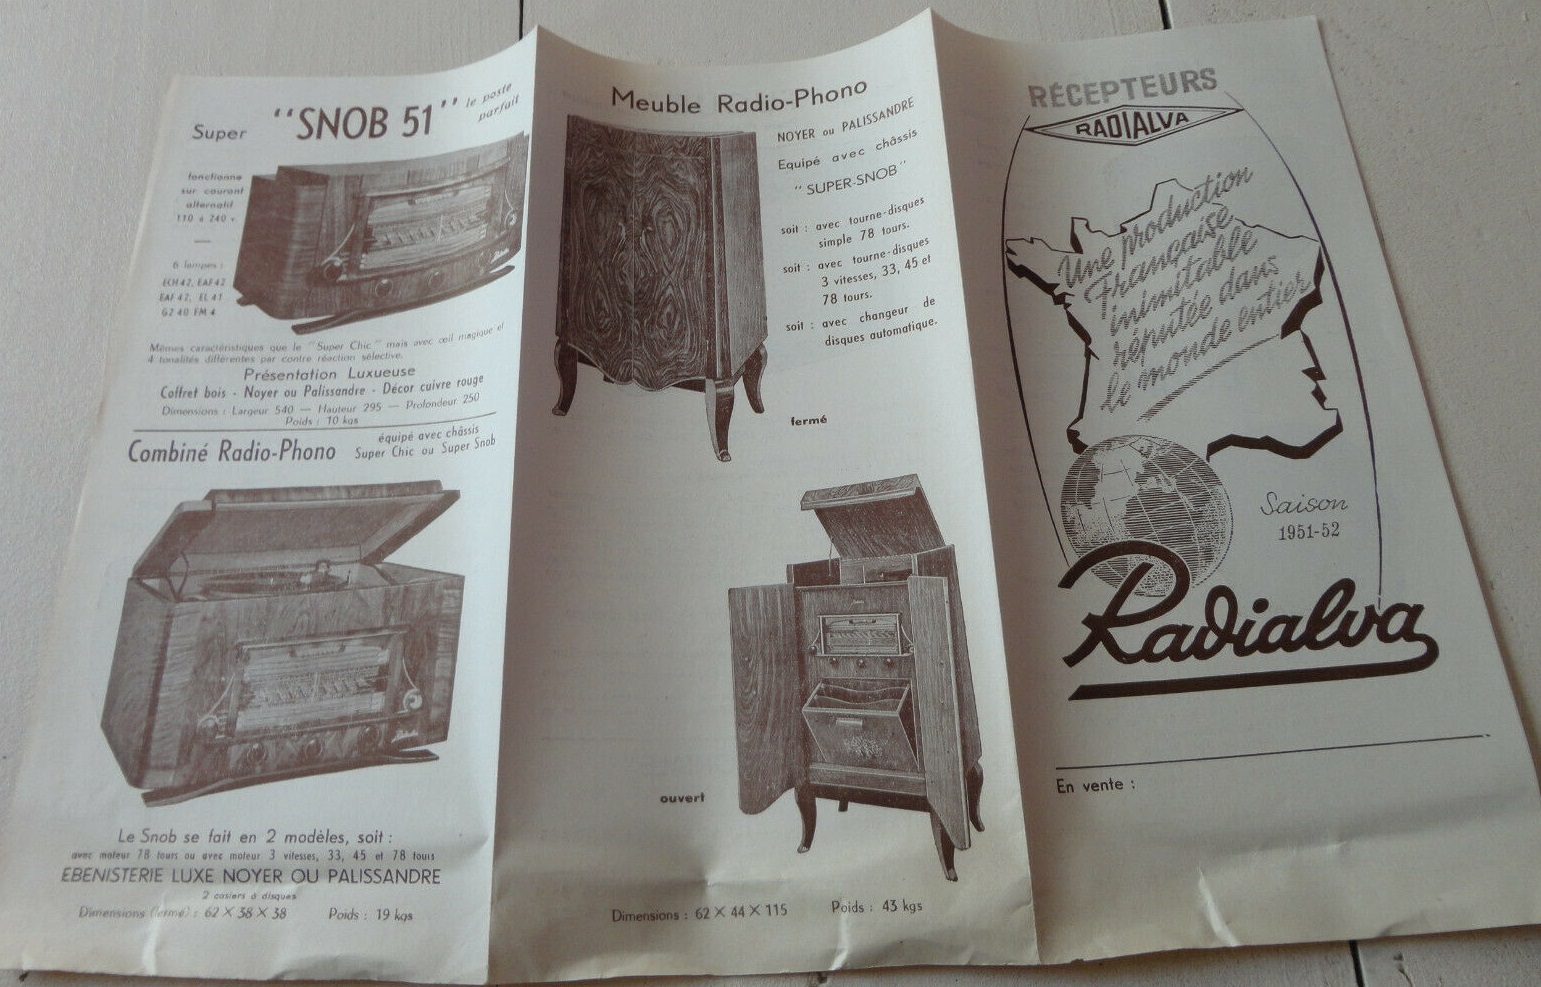 Super "SNOB 51" le poste
parfait
fonctionne
sur courant
alternatif
110 à 240 v.
6 lampes :
ECH 42, EAF 42
EAF 42, EL 41
GZ 40 EM 4
Mêmes caractéristiques que le "Super Chic" mais avec œil magique et
4 tonalités différentes par contre réaction sélective.
Présentation Luxueuse
Coffret bois - Noyer ou Palissandre - Décor cuivre rouge
Dimensions : Largeur 540 — Hauteur 295 — Profondeur 250
Poids : 10 kgs
Combiné Radio-Phono
équipé avec châssis
Super Chic ou Super Snob
Le Snob se fait en 2 modèles, soit :
avec moteur 78 tours ou avec moteur 3 vitesses, 33, 45 et 78 tours
EBENISTERIE LUXE NOYER OU PALISSANDRE
2 casiers à disques
Dimensions (fermé) : 62 X 38 X 38 Poids : 19 kgs
Meuble Radio-Phono
NOYER ou PALISSANDRE
Equipé avec châssis
"SUPER-SNOB"
soit : avec tourne-disques
simple 78 tours.
soit : avec tourne-disques
3 vitesses, 33, 45 et
78 tours.
soit : avec changeur de
disques automatique.
fermé
ouvert
Dimensions : 62 X 44 X 115 Poids : 43 kgs
RÉCEPTEURS
RADIALVA
Une production
Française
inimitable
réputée dans
le monde entier
Saison
1951-52
Radialva
En vente :